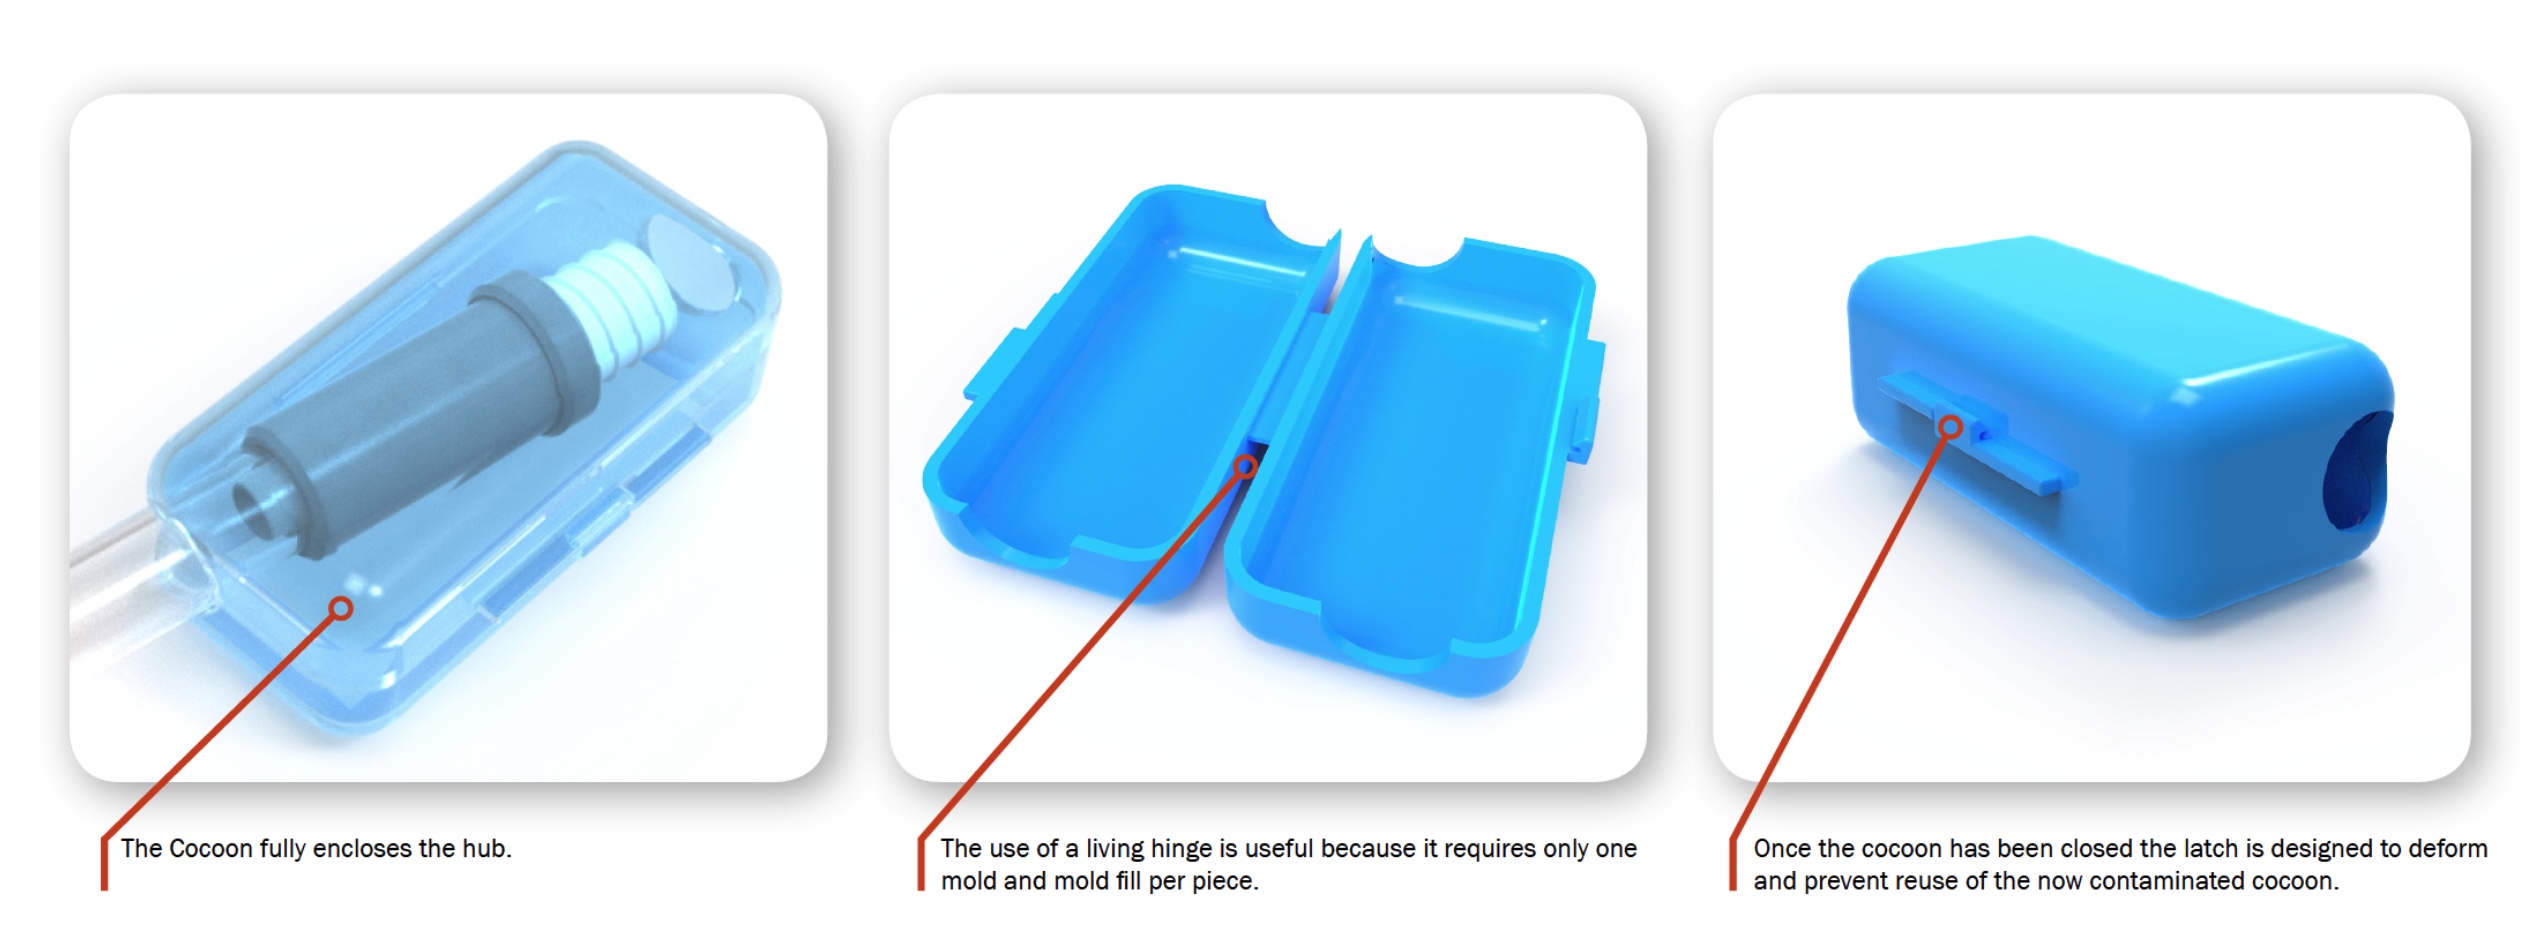 The Cocoon fully encloses the hub.
The use of a living hinge is useful because it requires only one
mold and mold fill per piece.
Once the cocoon has been closed the latch is designed to deform
and prevent reuse of the now contaminated cocoon.